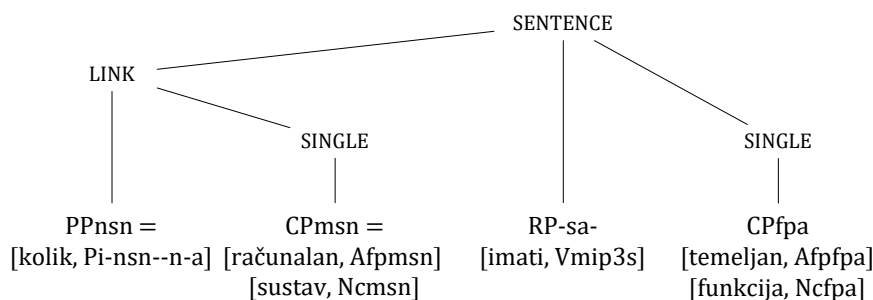 SENTENCE
LINK
SINGLE SINGLE
PPnsn = CPmsn = RP-sa- CPfpa
[kolik, Pi-nsn--n-a] [računalan, Afpmsn] [imati, Vmip3s] [temeljan, Afpfpa]
[sustav, Ncmsn] [funkcija, Ncfpa]